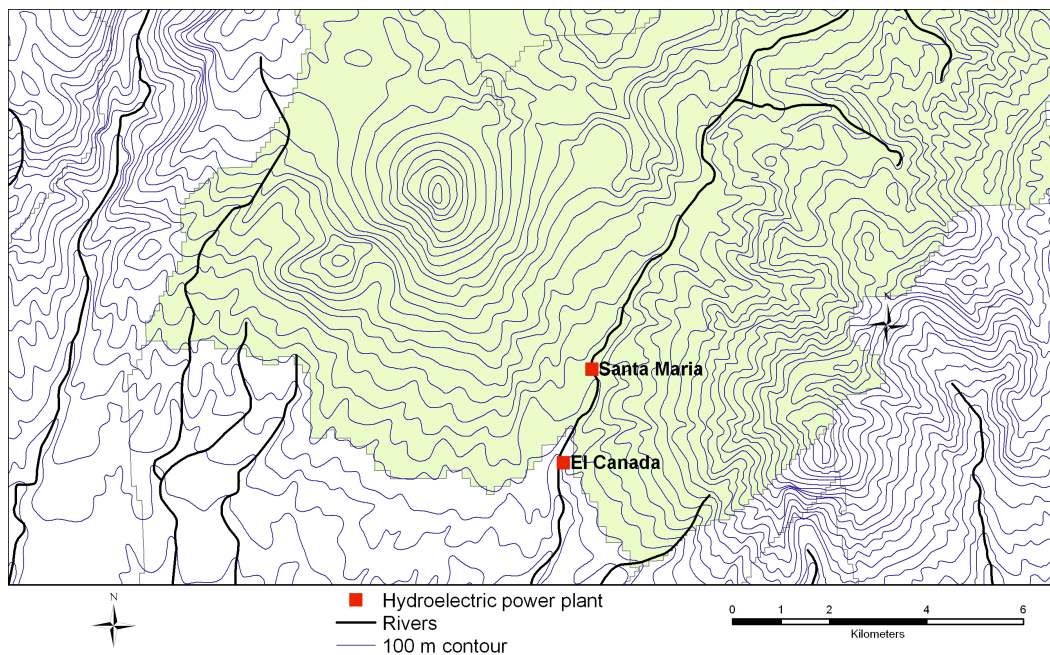 N
Santa Maria
El Canada
N
Hydroelectric power plant
Rivers
100 m contour
0 1 2 4 6
Kilometers